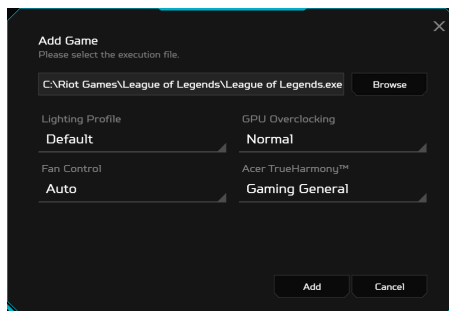 Add Game
Please select the execution file.
C:\Riot Games\League of Legends\League of Legends.exe
Browse
Lighting Profile
GPU Overclocking
Default
Normal
Fan Control
Acer TrueHarmony™
Auto
Gaming General
Add
Cancel